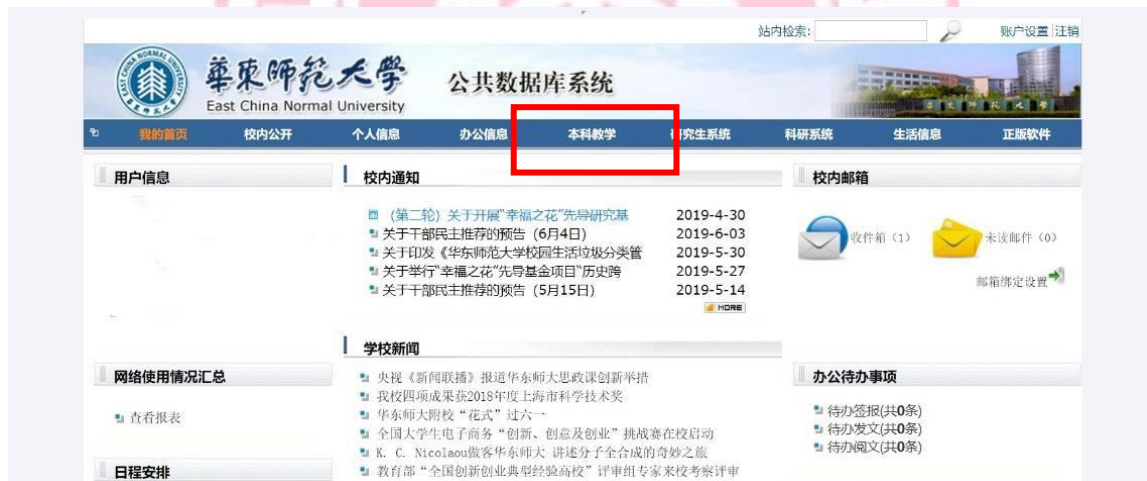 站内检索:
账户设置|注销
華東師範大學
East China Normal University
公共数据库系统
我的首页 校内公开 个人信息 办公信息 本科教学 研究生系统 科研系统 生活信息 正版软件
用户信息
校内通知
(第二轮)关于开展"幸福之花"先导研究基 2019-4-30
关于干部民主推荐的预告(6月4日) 2019-6-03
关于印发《华东师范大学校园生活垃圾分类管 2019-5-30
关于举行"幸福之花"先导基金项目"历史跨 2019-5-27
关于干部民主推荐的预告(5月15日) 2019-5-14
MORE
校内邮箱
收件箱(1)
未读邮件(0)
邮箱绑定设置
学校新闻
央视《新闻联播》报道华东师大思政课创新举措
我校四项成果获2018年度上海市科学技术奖
华东师大附校“花式”过六一
全国大学生电子商务“创新、创意及创业”挑战赛在校启动
K. C. Nicolaou做客华东师大 讲述分子全合成的奇妙之旅
教育部“全国创新创业典型经验高校”评审组专家来校考察评审
网络使用情况汇总
查看报表
日程安排
办公待办事项
待办签报(共0条)
待办发文(共0条)
待办阅文(共0条)